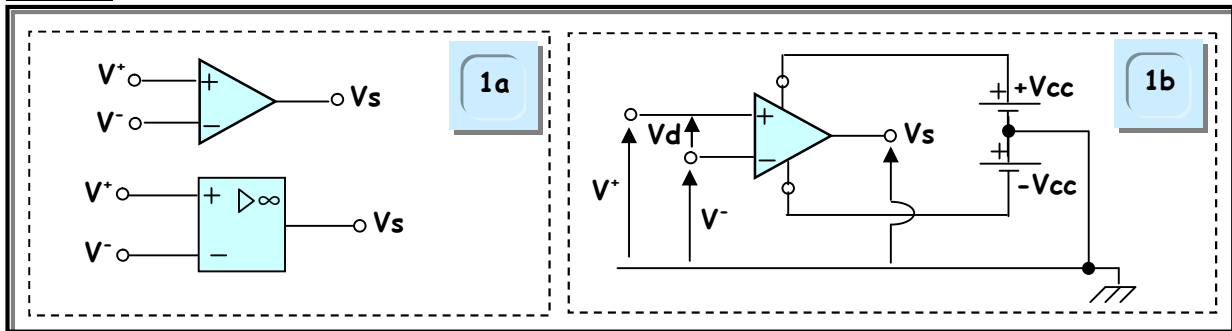 V+
+
Vs
V-
−
1a
V+
+
▷∞
Vs
V-
−
1b
+
+Vcc
+
Vd
−
Vs
+
-Vcc
V+
V-